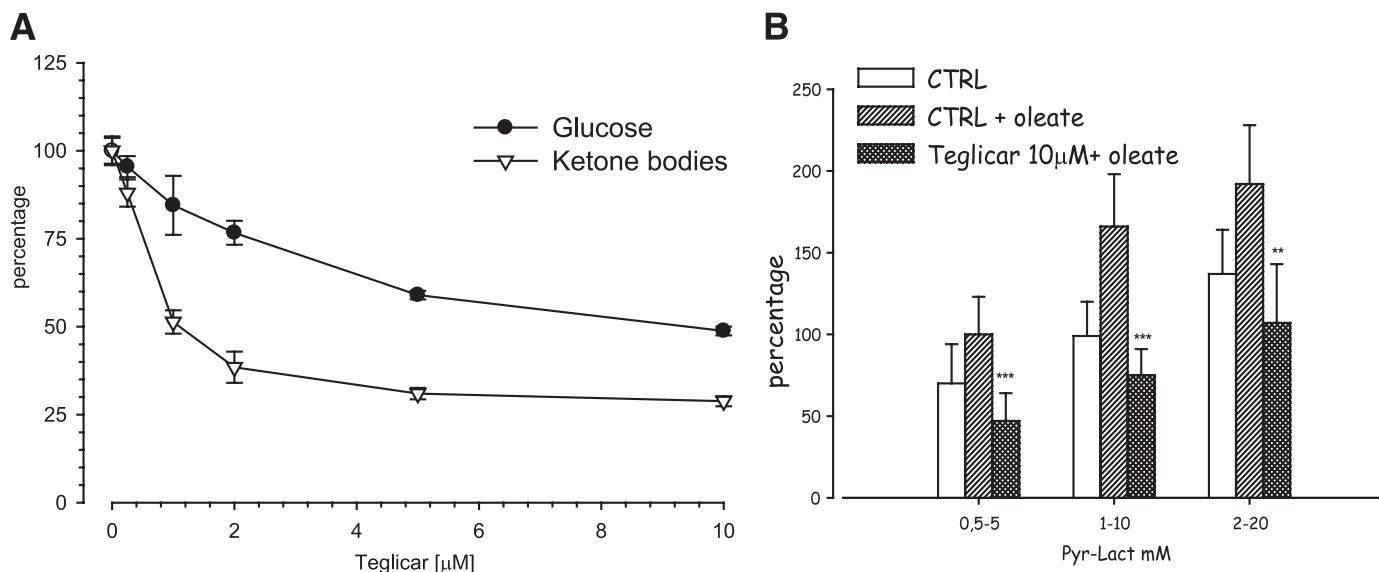 A
125
100
75
50
25
0
percentage
Glucose
Ketone bodies
0
2
4
6
8
10
Teglicar [μM]
B
CTRL
CTRL + oleate
Teglicar 10μM+ oleate
250
200
150
100
50
0
percentage
***
***
**
0,5-5
1-10
2-20
Pyr-Lact mM